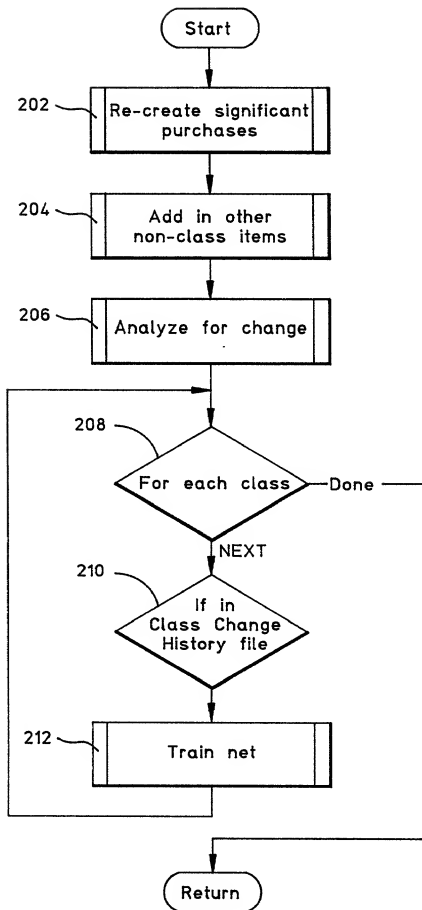 Start
202
Re-create significant
purchases
204
Add in other
non-class items
206
Analyze for change
208
For each class
Done
NEXT
210
If in
Class Change
History file
212
Train net
Return